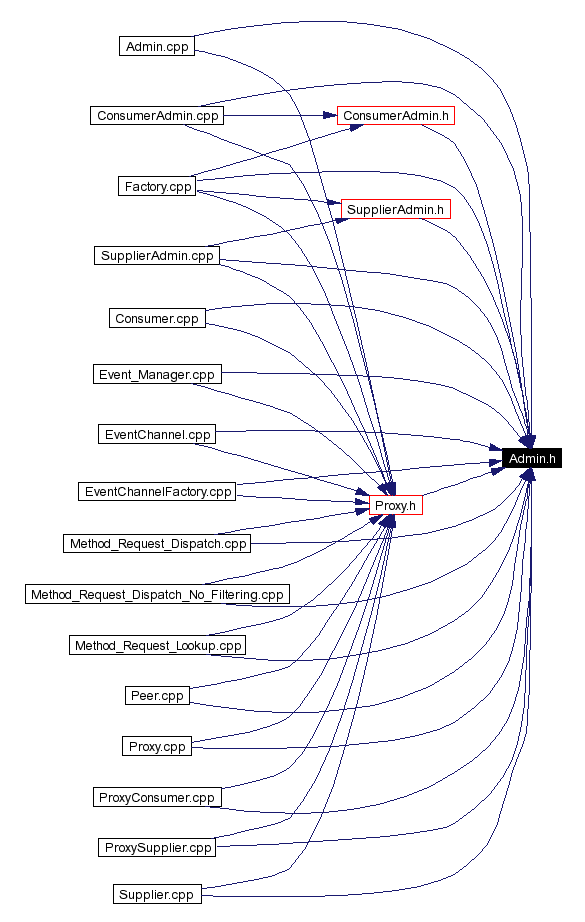 Admin.cpp
ConsumerAdmin.cpp
ConsumerAdmin.h
Factory.cpp
SupplierAdmin.h
SupplierAdmin.cpp
Consumer.cpp
Event_Manager.cpp
EventChannel.cpp
Admin.h
EventChannelFactory.cpp
Proxy.h
Method_Request_Dispatch.cpp
Method_Request_Dispatch_No_Filtering.cpp
Method_Request_Lookup.cpp
Peer.cpp
Proxy.cpp
ProxyConsumer.cpp
ProxySupplier.cpp
Supplier.cpp